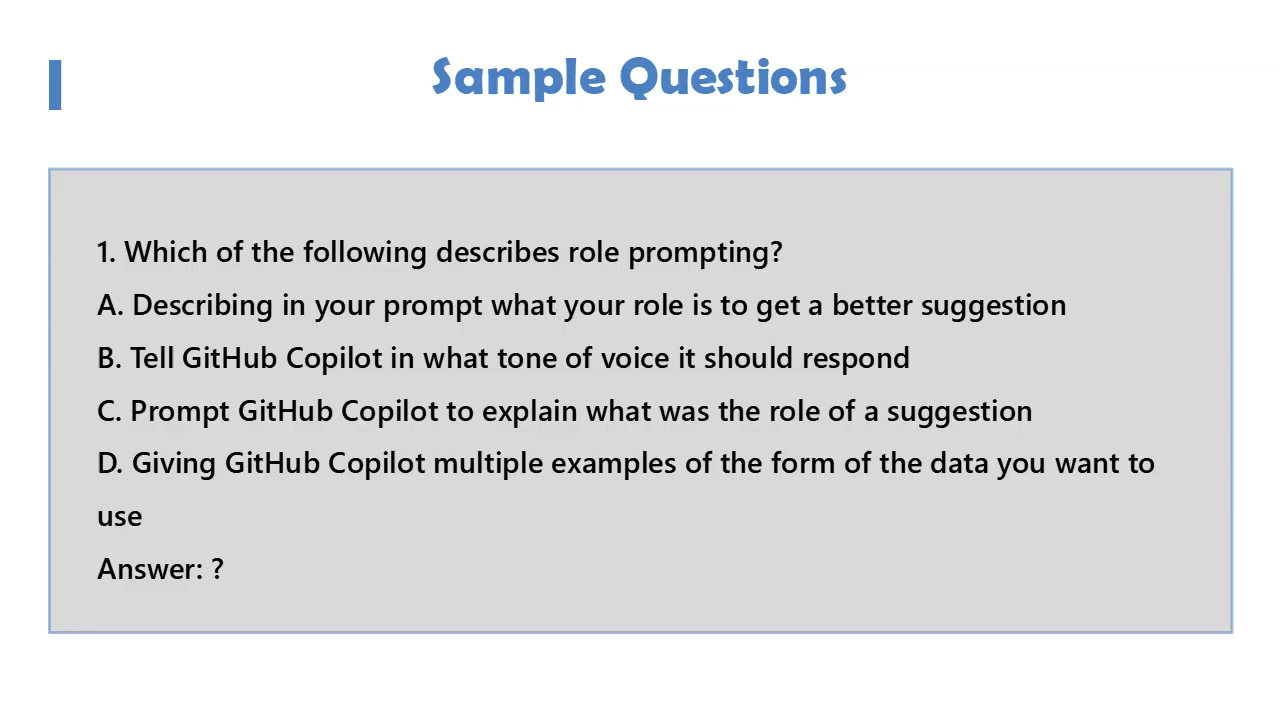 Sample Questions
1. Which of the following describes role prompting?
A. Describing in your prompt what your role is to get a better suggestion
B. Tell GitHub Copilot in what tone of voice it should respond
C. Prompt GitHub Copilot to explain what was the role of a suggestion
D. Giving GitHub Copilot multiple examples of the form of the data you want to
use
Answer: ?